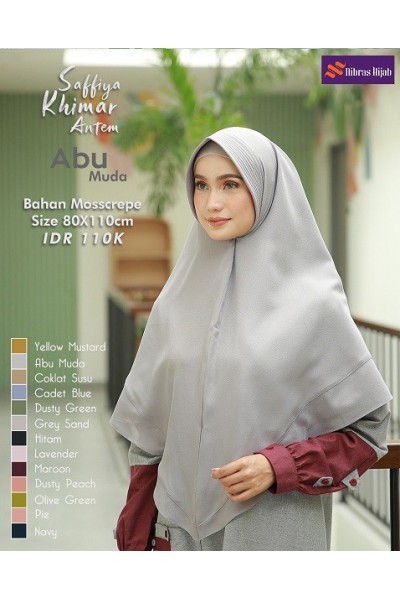 Saffiya
Khimar
Antem
Nibras Hijab
Abu
Muda
Bahan Mosscrepe
Size 80X110cm
IDR 110K
Yellow Mustard
Abu Muda
Coklat Susu
Cadet Blue
Dusty Green
Grey Sand
Hitam
Lavender
Maroon
Dusty Peach
Olive Green
Pie
Navy